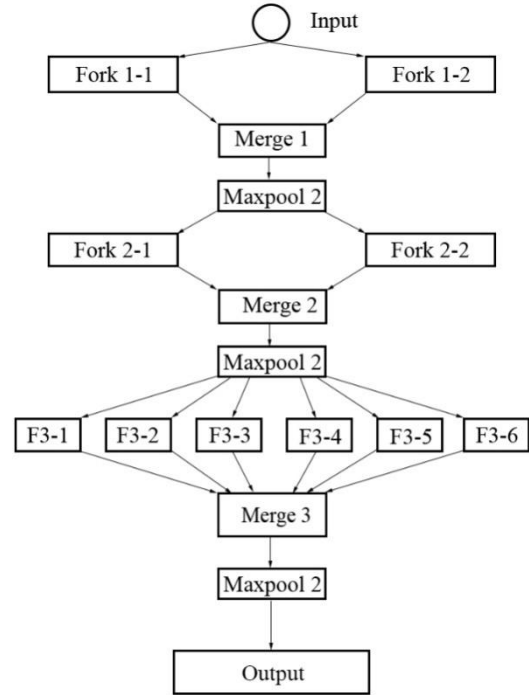 Input
Fork 1-1
Fork 1-2
Merge 1
Maxpool 2
Fork 2-1
Fork 2-2
Merge 2
Maxpool 2
F3-1
F3-2
F3-3
F3-4
F3-5
F3-6
Merge 3
Maxpool 2
Output